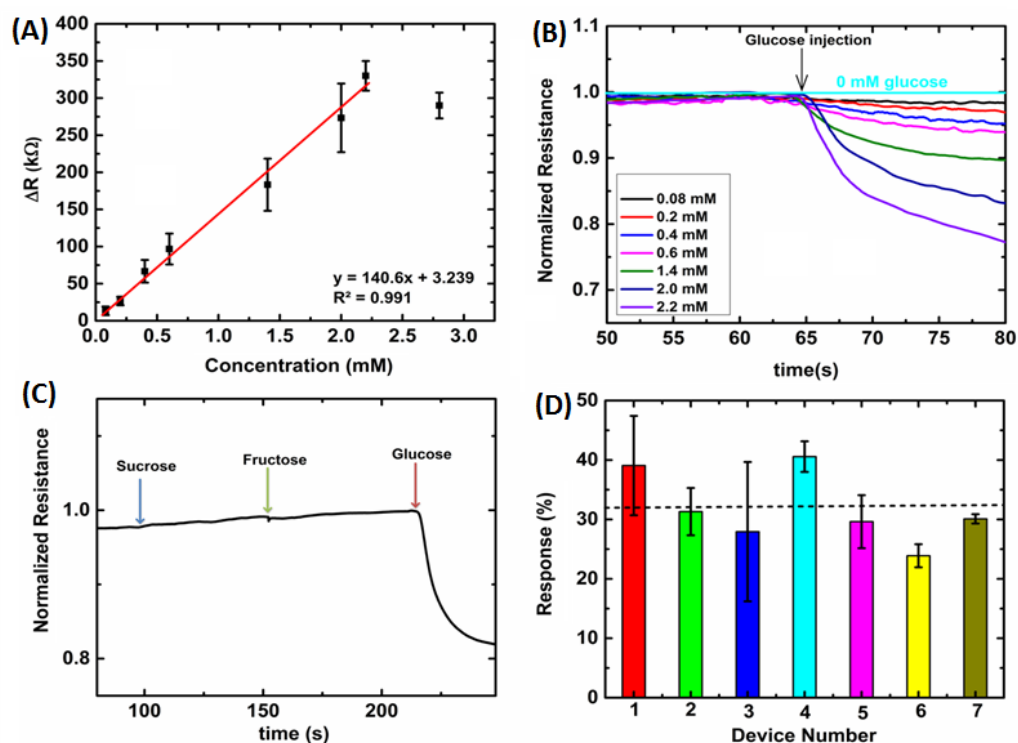 (A)
400
350
300
250
200
150
100
50
0
0.0 0.5 1.0 1.5 2.0 2.5 3.0
ΔR (kΩ)
y = 140.6x + 3.239
R² = 0.991
Concentration (mM)
(B)
1.1
1.0
0.9
0.8
0.7
Normalized Resistance
Glucose injection
0 mM glucose
0.08 mM
0.2 mM
0.4 mM
0.6 mM
1.4 mM
2.0 mM
2.2 mM
50 55 60 65 70 75 80
time(s)
(C)
Normalized Resistance
1.0
0.8
Sucrose
Fructose
Glucose
100 150 200
time (s)
(D)
50
40
30
20
10
0
Response (%)
1 2 3 4 5 6 7
Device Number